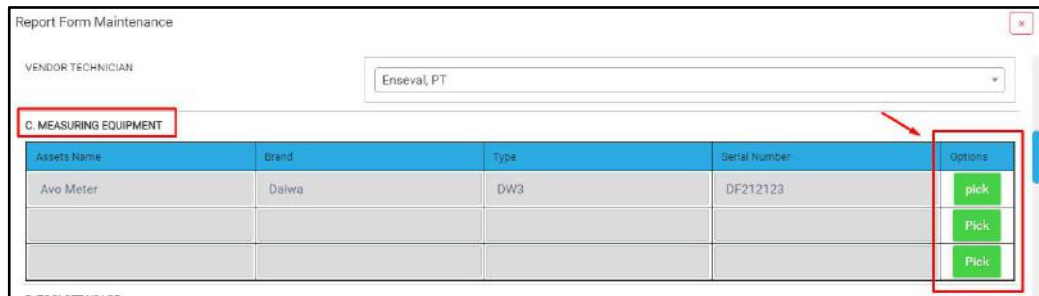 Report Form Maintenance
×
VENDOR TECHNICIAN
Enseval, PT
C. MEASURING EQUIPMENT
Assets Name Brand Type Serial Number Options
Avo Meter Daiwa DW3 DF212123 pick
Pick
Pick